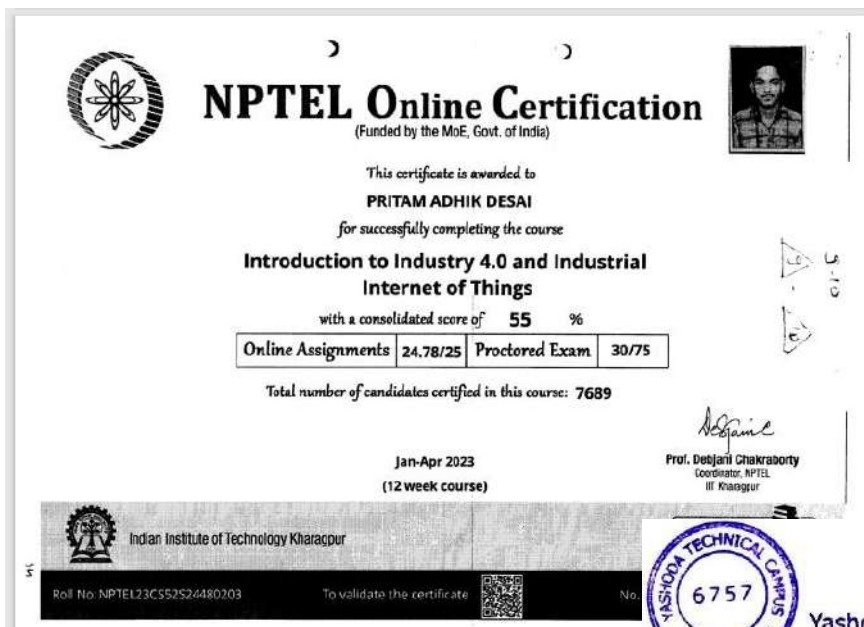 NPTEL Online Certification
(Funded by the MoE, Govt. of India)
This certificate is awarded to
PRITAM ADHIK DESAI
for successfully completing the course
Introduction to Industry 4.0 and Industrial
Internet of Things
with a consolidated score of 55 %
Online Assignments 24.78/25 Proctored Exam 30/75
Total number of candidates certified in this course: 7689
Prof. Debjani Chakraborty
Coordinator, NPTEL
IIT Kharagpur
Jan-Apr 2023
(12 week course)
Indian Institute of Technology Kharagpur
Roll No: NPTEL23CS52S24480203 To validate the certificate No.
YASHODA TECHNICAL CAMPUS
6757